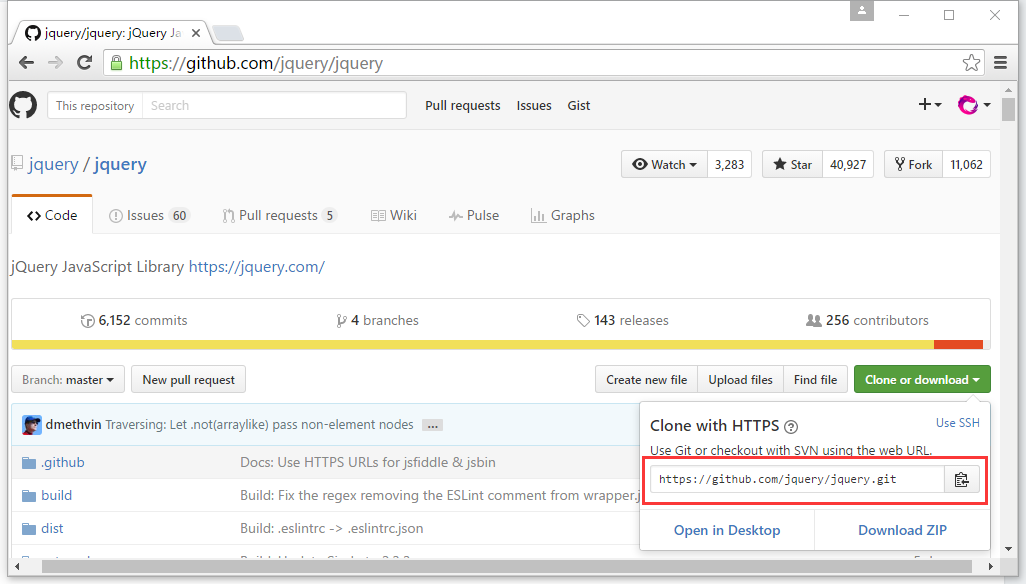 jquery/jquery: jQuery Ja
https://github.com/jquery/jquery
This repository Search Pull requests Issues Gist
jquery / jquery Watch 3,283 Star 40,927 Fork 11,062
Code Issues 60 Pull requests 5 Wiki Pulse Graphs
jQuery JavaScript Library https://jquery.com/
6,152 commits 4 branches 143 releases 256 contributors
Branch: master New pull request Create new file Upload files Find file Clone or download
dmethvin Traversing: Let .not(arraylike) pass non-element nodes ...
.github Docs: Use HTTPS URLs for jsfiddle & jsbin
build Build: Fix the regex removing the ESLint comment from wrapper.j
dist Build: .eslintrc -> .eslintrc.json
Clone with HTTPS ? Use SSH
Use Git or checkout with SVN using the web URL.
https://github.com/jquery/jquery.git
Open in Desktop Download ZIP